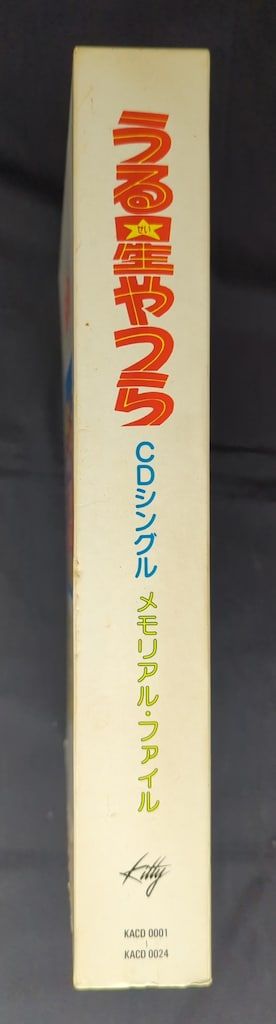 うる星やつら
せい
CDシングル メモリアル・ファイル
Kitty
KACD 0001
~
KACD 0024